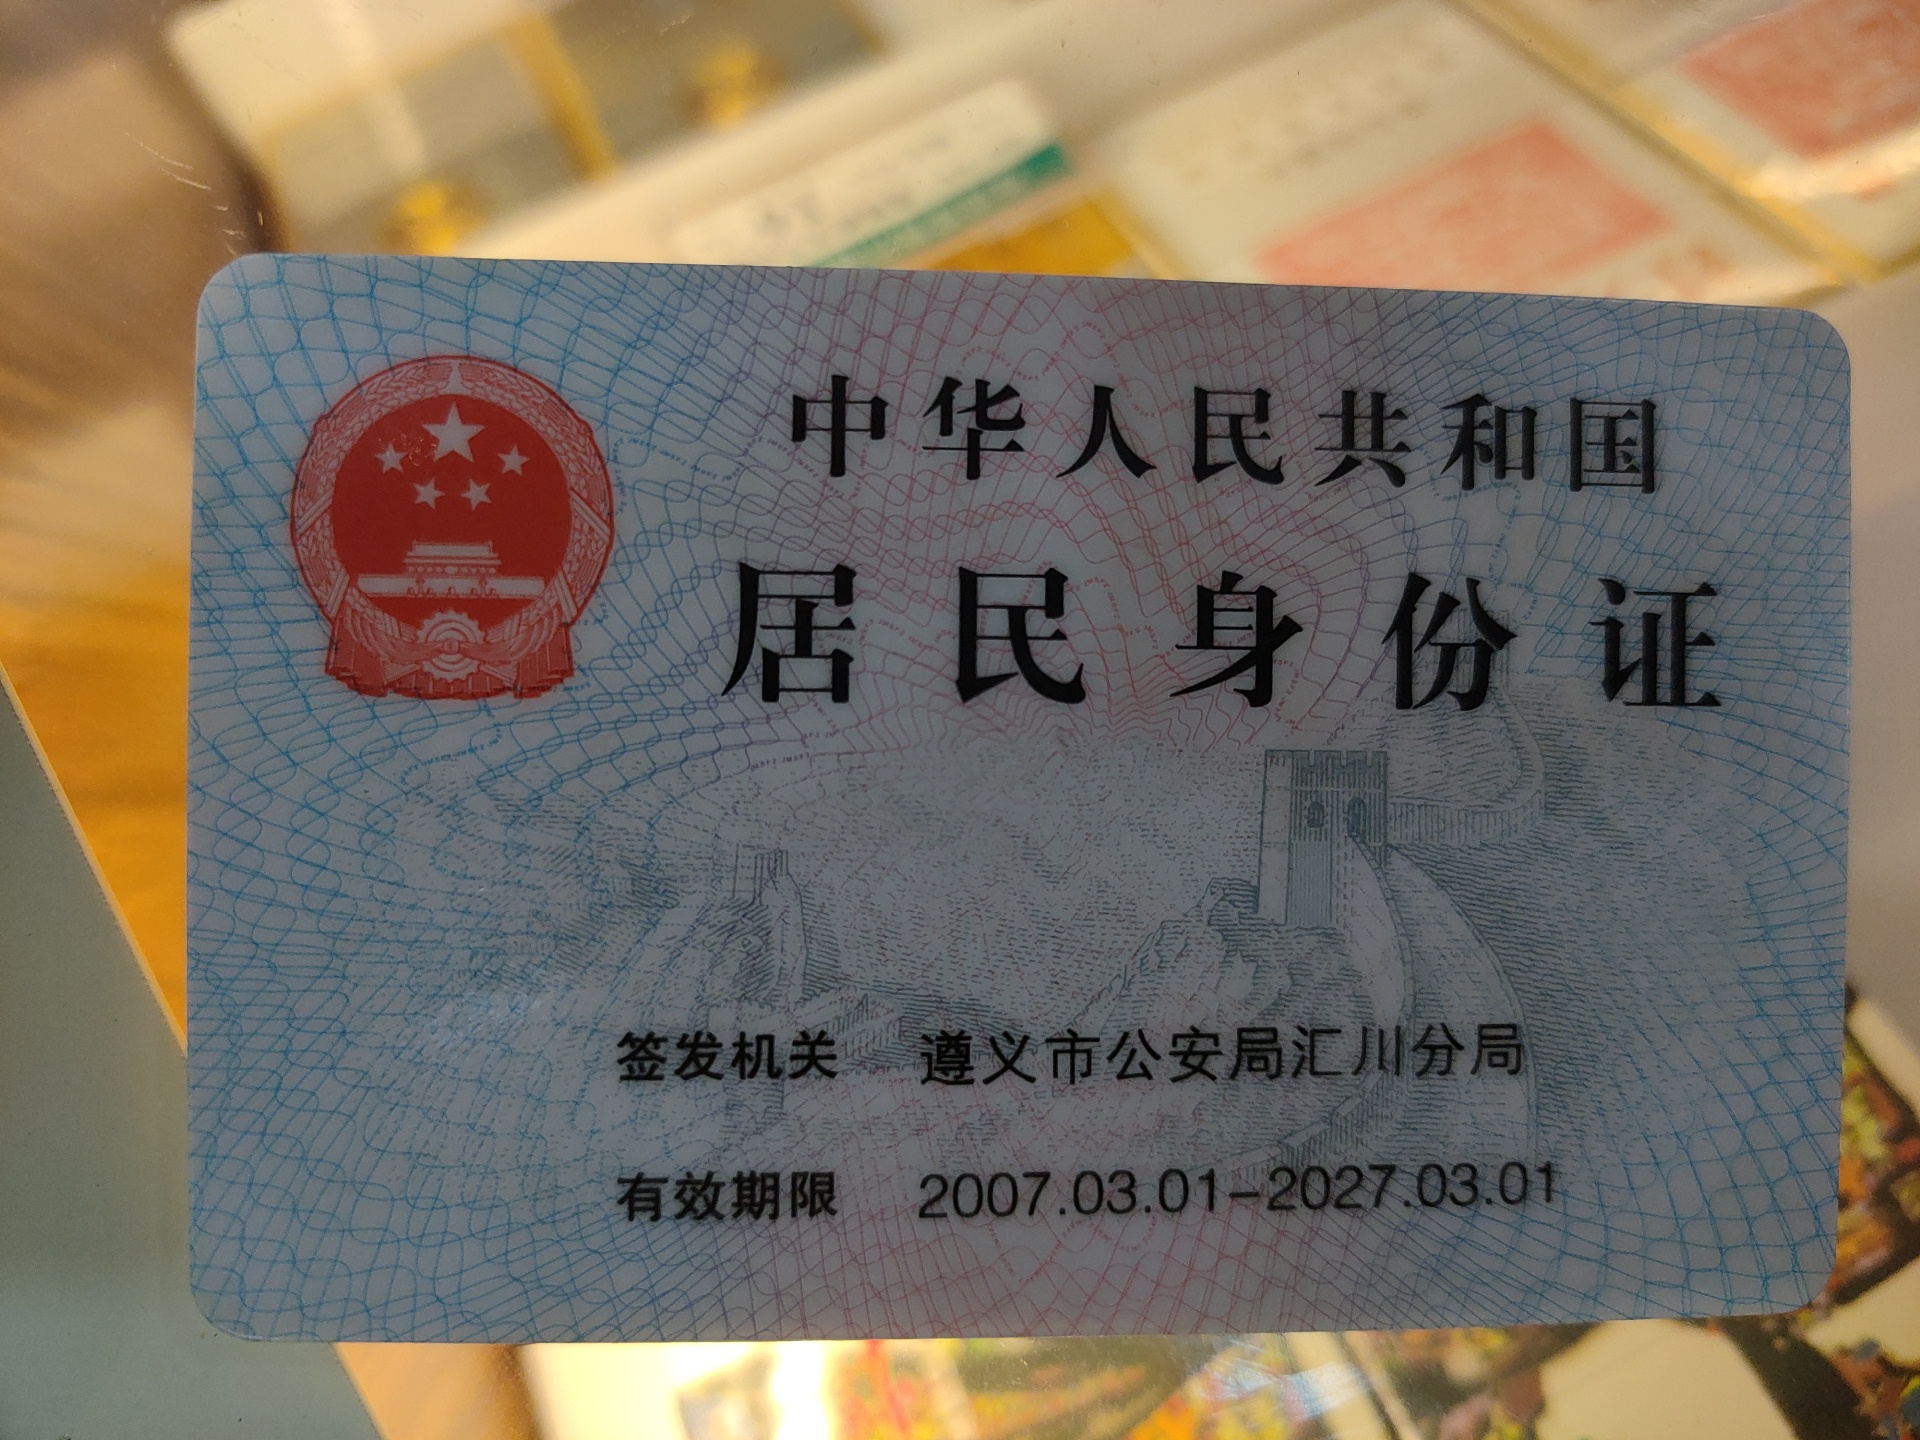 中华人民共和国
居民身份证
签发机关 遵义市公安局汇川分局
有效期限 2007.03.01-2027.03.01